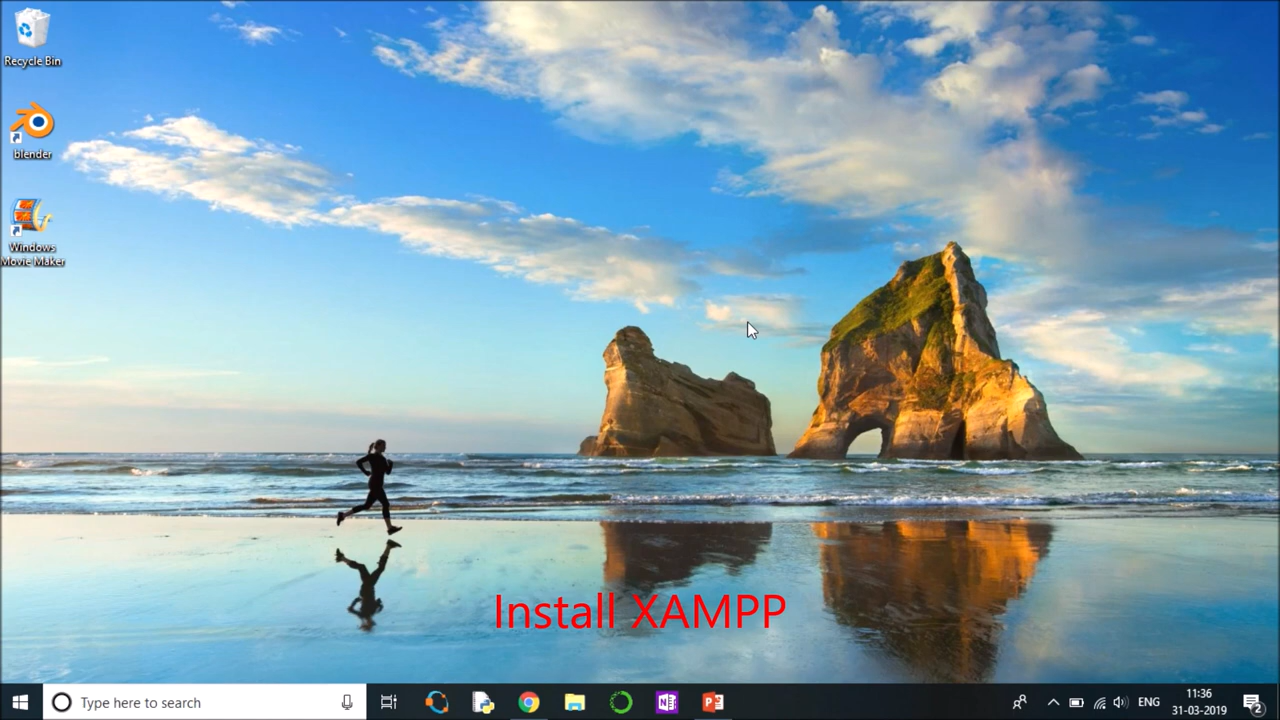 Recycle Bin
blender
Windows
Movie Maker
Install XAMPP
Type here to search
ENG
11:36
31-03-2019
2